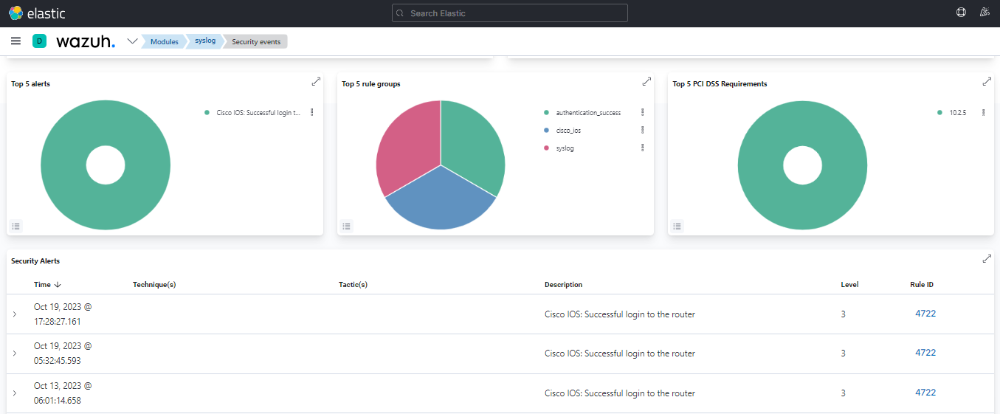 elastic
Search Elastic
D
wazuh.
Modules
syslog
Security events
Top 5 alerts
Cisco IOS: Successful login t...
Top 5 rule groups
authentication_success
cisco_ios
syslog
Top 5 PCI DSS Requirements
10.2.5
Security Alerts
Time Technique(s) Tactic(s) Description Level Rule ID
Oct 19, 2023 @
17:28:27.161
Cisco IOS: Successful login to the router 3 4722
Oct 19, 2023 @
05:32:45.593
Cisco IOS: Successful login to the router 3 4722
Oct 13, 2023 @
06:01:14.658
Cisco IOS: Successful login to the router 3 4722